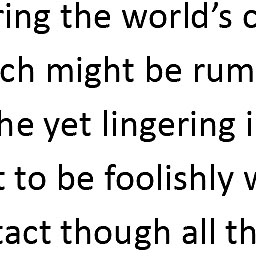 ring the world’s c
ch might be rum
he yet lingering i
t to be foolishly w
tact though all th